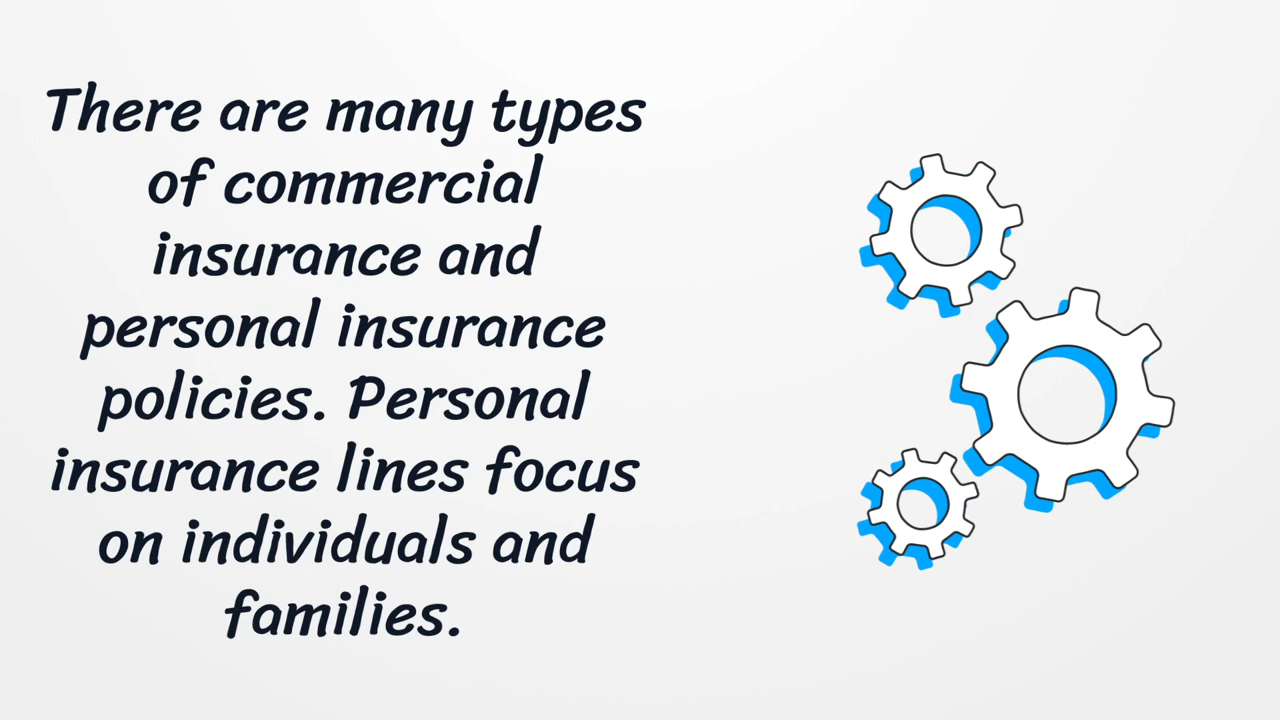 There are many types
of commercial
insurance and
personal insurance
policies. Personal
insurance lines focus
on individuals and
families.